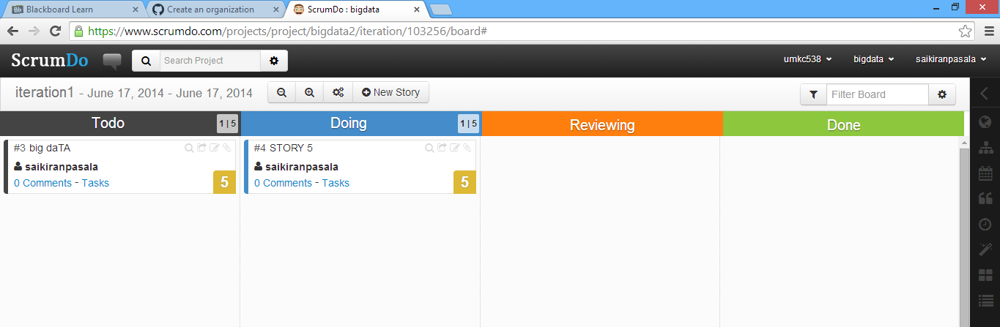 Blackboard Learn
Create an organization
ScrumDo : bigdata
https://www.scrumdo.com/projects/project/bigdata2/iteration/103256/board#
ScrumDo
Search Project
umkc538
bigdata
saikiranpasala
iteration1 - June 17, 2014 - June 17, 2014
New Story
Filter Board
Todo
1 | 5
Doing
1 | 5
Reviewing
Done
#3 big daTA
saikiranpasala
0 Comments - Tasks
5
#4 STORY 5
saikiranpasala
0 Comments - Tasks
5